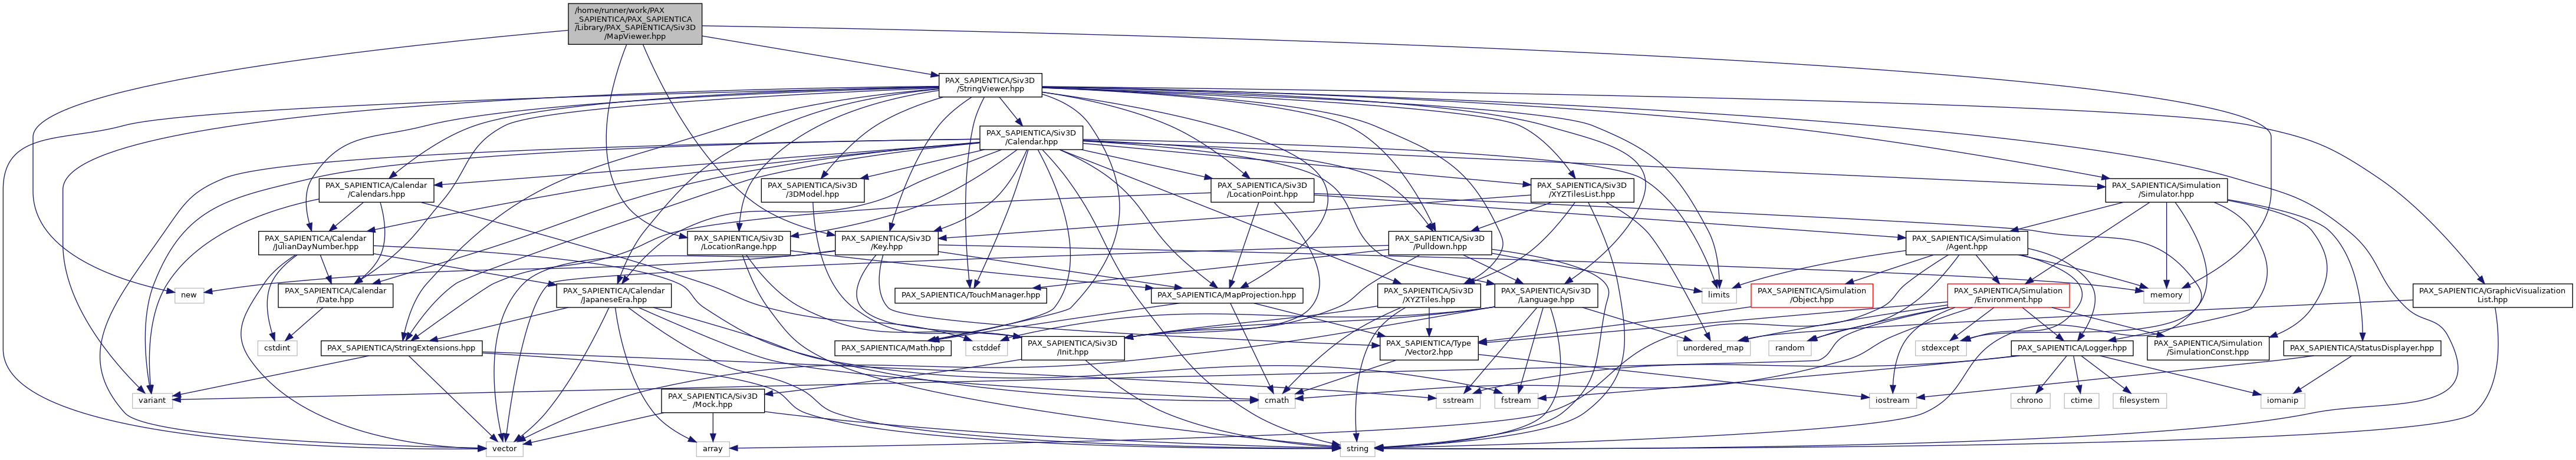 /home/runner/work/PAX
_SAPIENTICA/PAX_SAPIENTICA
/Library/PAX_SAPIENTICA/Siv3D
/MapViewer.hpp
PAX_SAPIENTICA/Siv3D
/StringViewer.hpp
PAX_SAPIENTICA/Siv3D
/Calendar.hpp
PAX_SAPIENTICA/Calendar
/Calendars.hpp
PAX_SAPIENTICA/Siv3D
/3DModel.hpp
PAX_SAPIENTICA/Siv3D
/LocationPoint.hpp
PAX_SAPIENTICA/Siv3D
/XYZTilesList.hpp
PAX_SAPIENTICA/Simulation
/Simulator.hpp
PAX_SAPIENTICA/Calendar
/JulianDayNumber.hpp
PAX_SAPIENTICA/Siv3D
/LocationRange.hpp
PAX_SAPIENTICA/Siv3D
/Key.hpp
PAX_SAPIENTICA/Siv3D
/Pulldown.hpp
PAX_SAPIENTICA/Simulation
/Agent.hpp
new
PAX_SAPIENTICA/Calendar
/Date.hpp
PAX_SAPIENTICA/Calendar
/JapaneseEra.hpp
PAX_SAPIENTICA/TouchManager.hpp
PAX_SAPIENTICA/MapProjection.hpp
PAX_SAPIENTICA/Siv3D
/XYZTiles.hpp
PAX_SAPIENTICA/Siv3D
/Language.hpp
limits
PAX_SAPIENTICA/Simulation
/Object.hpp
PAX_SAPIENTICA/Simulation
/Environment.hpp
memory
PAX_SAPIENTICA/GraphicVisualization
List.hpp
cstdint
PAX_SAPIENTICA/StringExtensions.hpp
PAX_SAPIENTICA/Math.hpp
cstddef
PAX_SAPIENTICA/Siv3D
/Init.hpp
PAX_SAPIENTICA/Type
/Vector2.hpp
unordered_map
random
stdexcept
PAX_SAPIENTICA/Logger.hpp
PAX_SAPIENTICA/Simulation
/SimulationConst.hpp
PAX_SAPIENTICA/StatusDisplayer.hpp
variant
PAX_SAPIENTICA/Siv3D
/Mock.hpp
sstream
cmath
fstream
iostream
chrono
ctime
filesystem
iomanip
vector
array
string